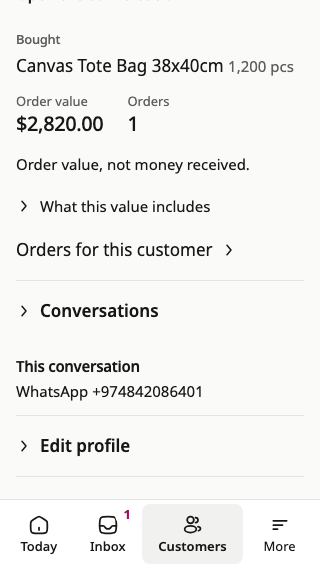 Bought
Canvas Tote Bag 38x40cm 1,200 pcs
Order value Orders
$2,820.00 1
Order value, not money received.
What this value includes
Orders for this customer
Conversations
This conversation
WhatsApp +974842086401
Edit profile
1
Today Inbox Customers More